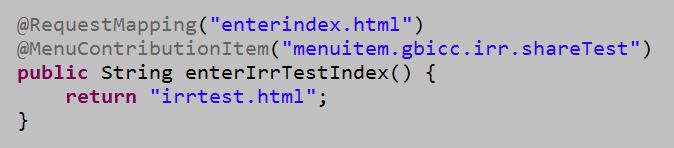 @RequestMapping("enterindex.html")
@MenuContributionItem("menuitem.gbicc.irr.shareTest")
public String enterIrrTestIndex() {
    return "irrtest.html";
}